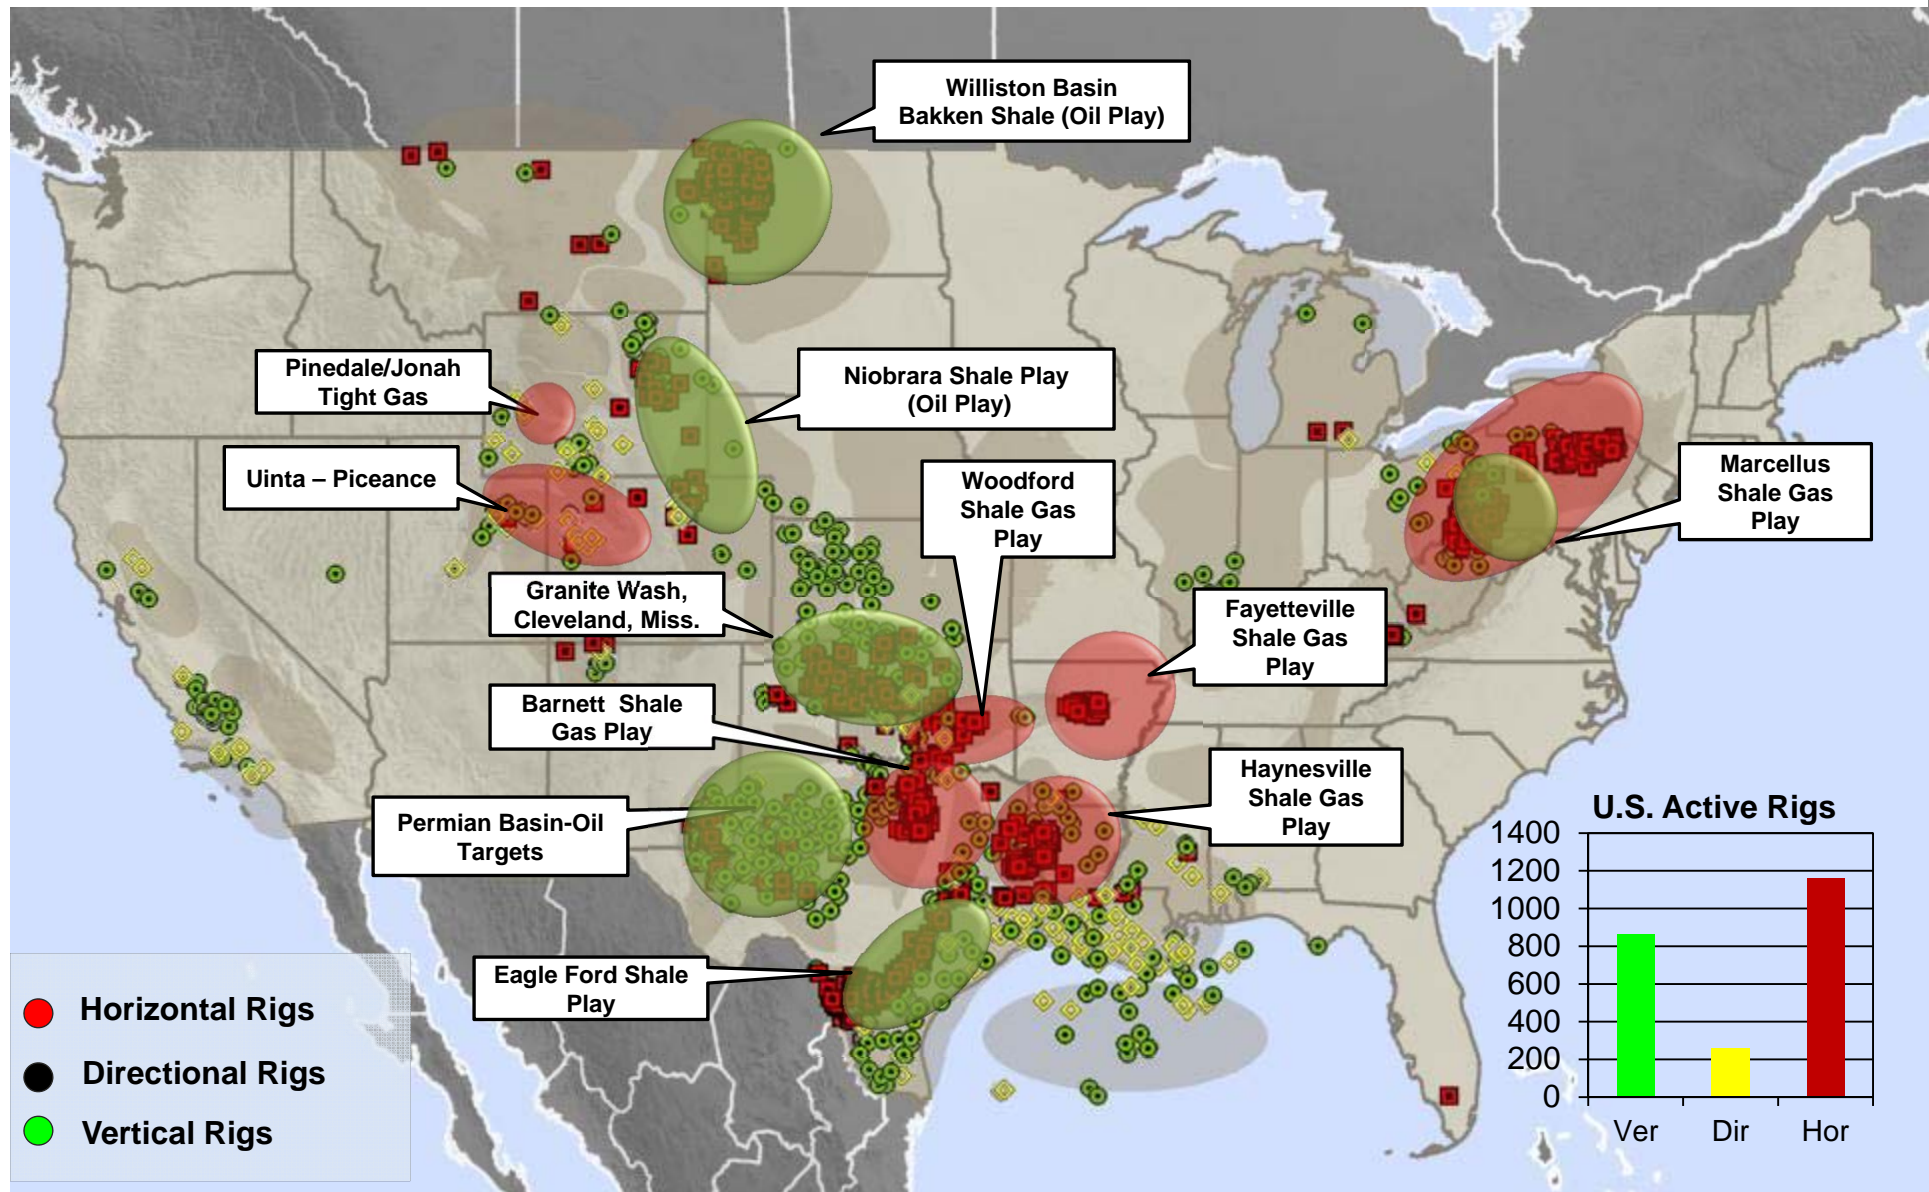 Williston Basin
Bakken Shale (Oil Play)
Pinedale/Jonah
Tight Gas
Niobrara Shale Play
(Oil Play)
Uinta – Piceance
Woodford
Shale Gas
Play
Marcellus
Shale Gas
Play
Granite Wash,
Cleveland, Miss.
Fayetteville
Shale Gas
Play
Barnett Shale
Gas Play
Haynesville
Shale Gas
Play
Permian Basin-Oil
Targets
Eagle Ford Shale
Play
Horizontal Rigs
Directional Rigs
Vertical Rigs
U.S. Active Rigs
1400
1200
1000
800
600
400
200
0
Ver Dir Hor